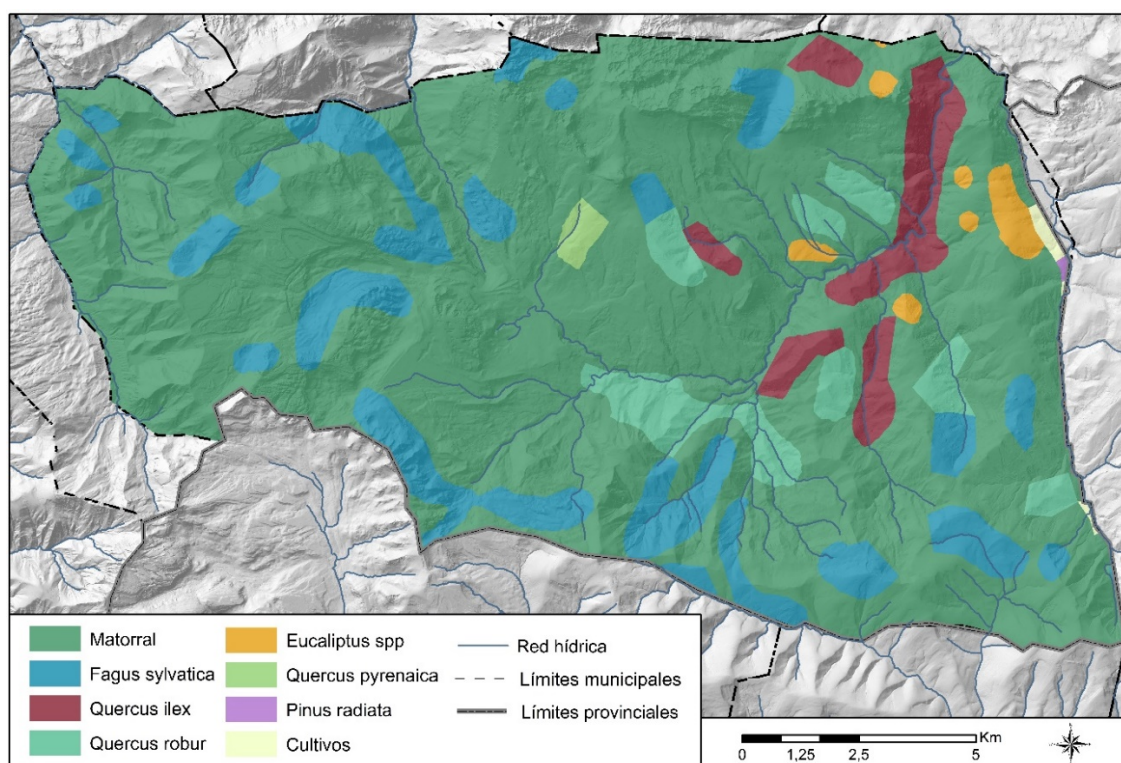 Matorral
Fagus sylvatica
Quercus ilex
Quercus robur
Eucaliptus spp
Quercus pyrenaica
Pinus radiata
Cultivos
Red hídrica
Límites municipales
Límites provinciales
Km
0 1,25 2,5 5